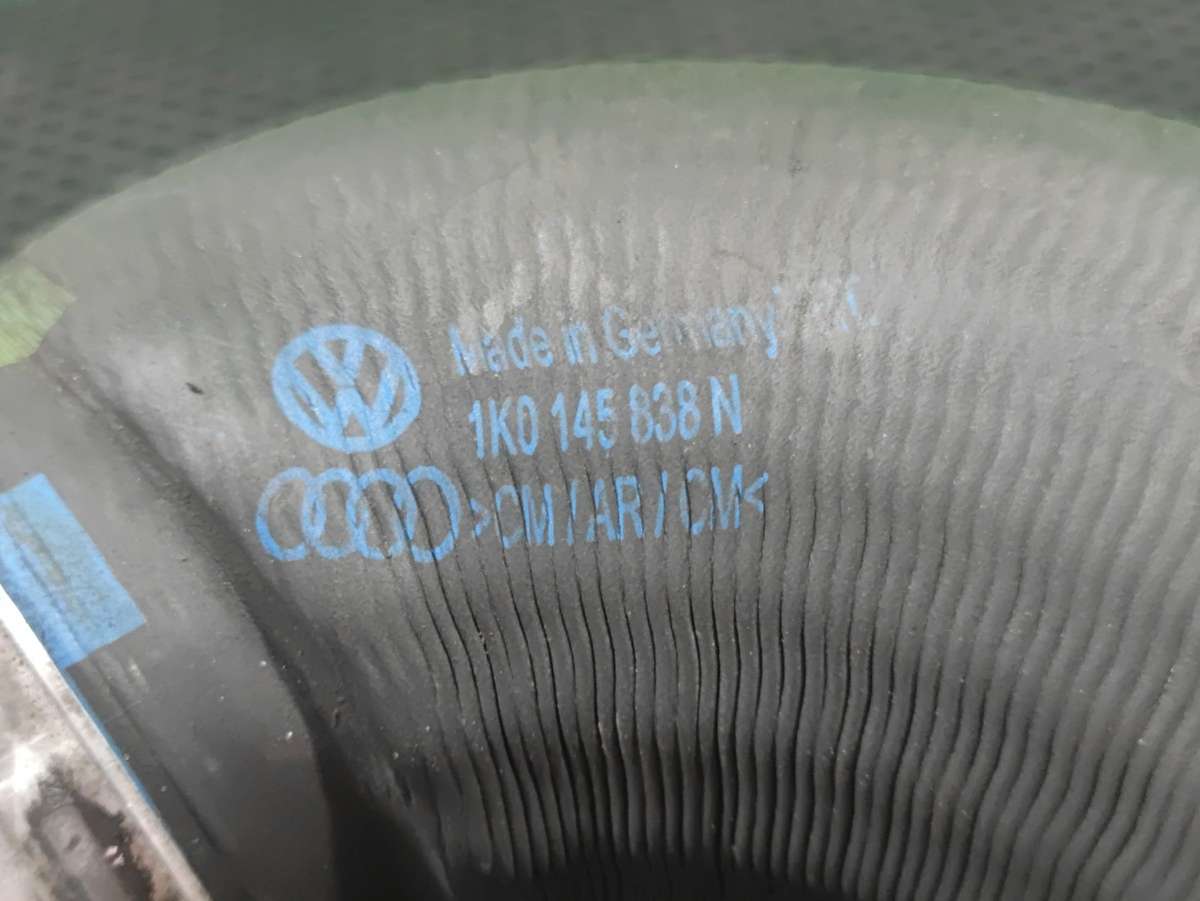 Made in Germany
1K0 145 838 N
>CM/AR/CM<